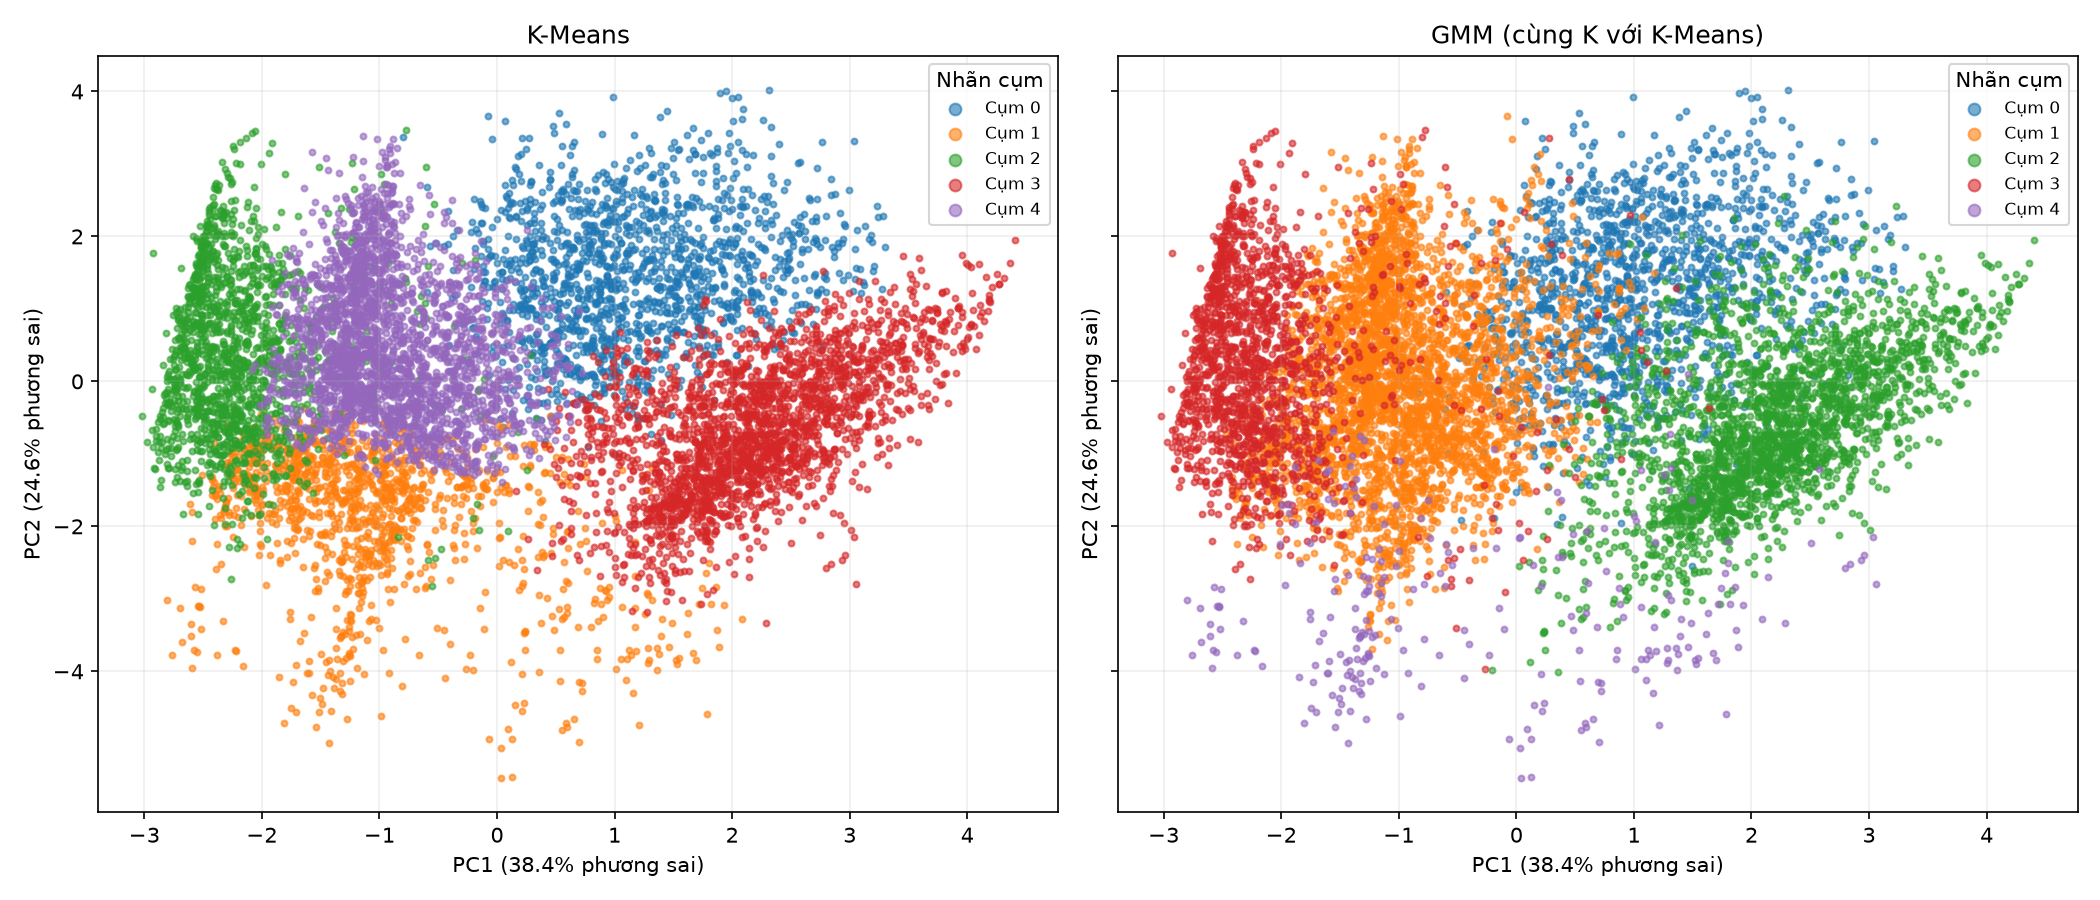 K-Means
GMM (cùng K với K-Means)
Nhãn cụm
Cụm 0
Cụm 1
Cụm 2
Cụm 3
Cụm 4
Nhãn cụm
Cụm 0
Cụm 1
Cụm 2
Cụm 3
Cụm 4
PC2 (24.6% phương sai)
4
2
0
−2
−4
PC2 (24.6% phương sai)
−3 −2 −1 0 1 2 3 4
−3 −2 −1 0 1 2 3 4
PC1 (38.4% phương sai)
PC1 (38.4% phương sai)